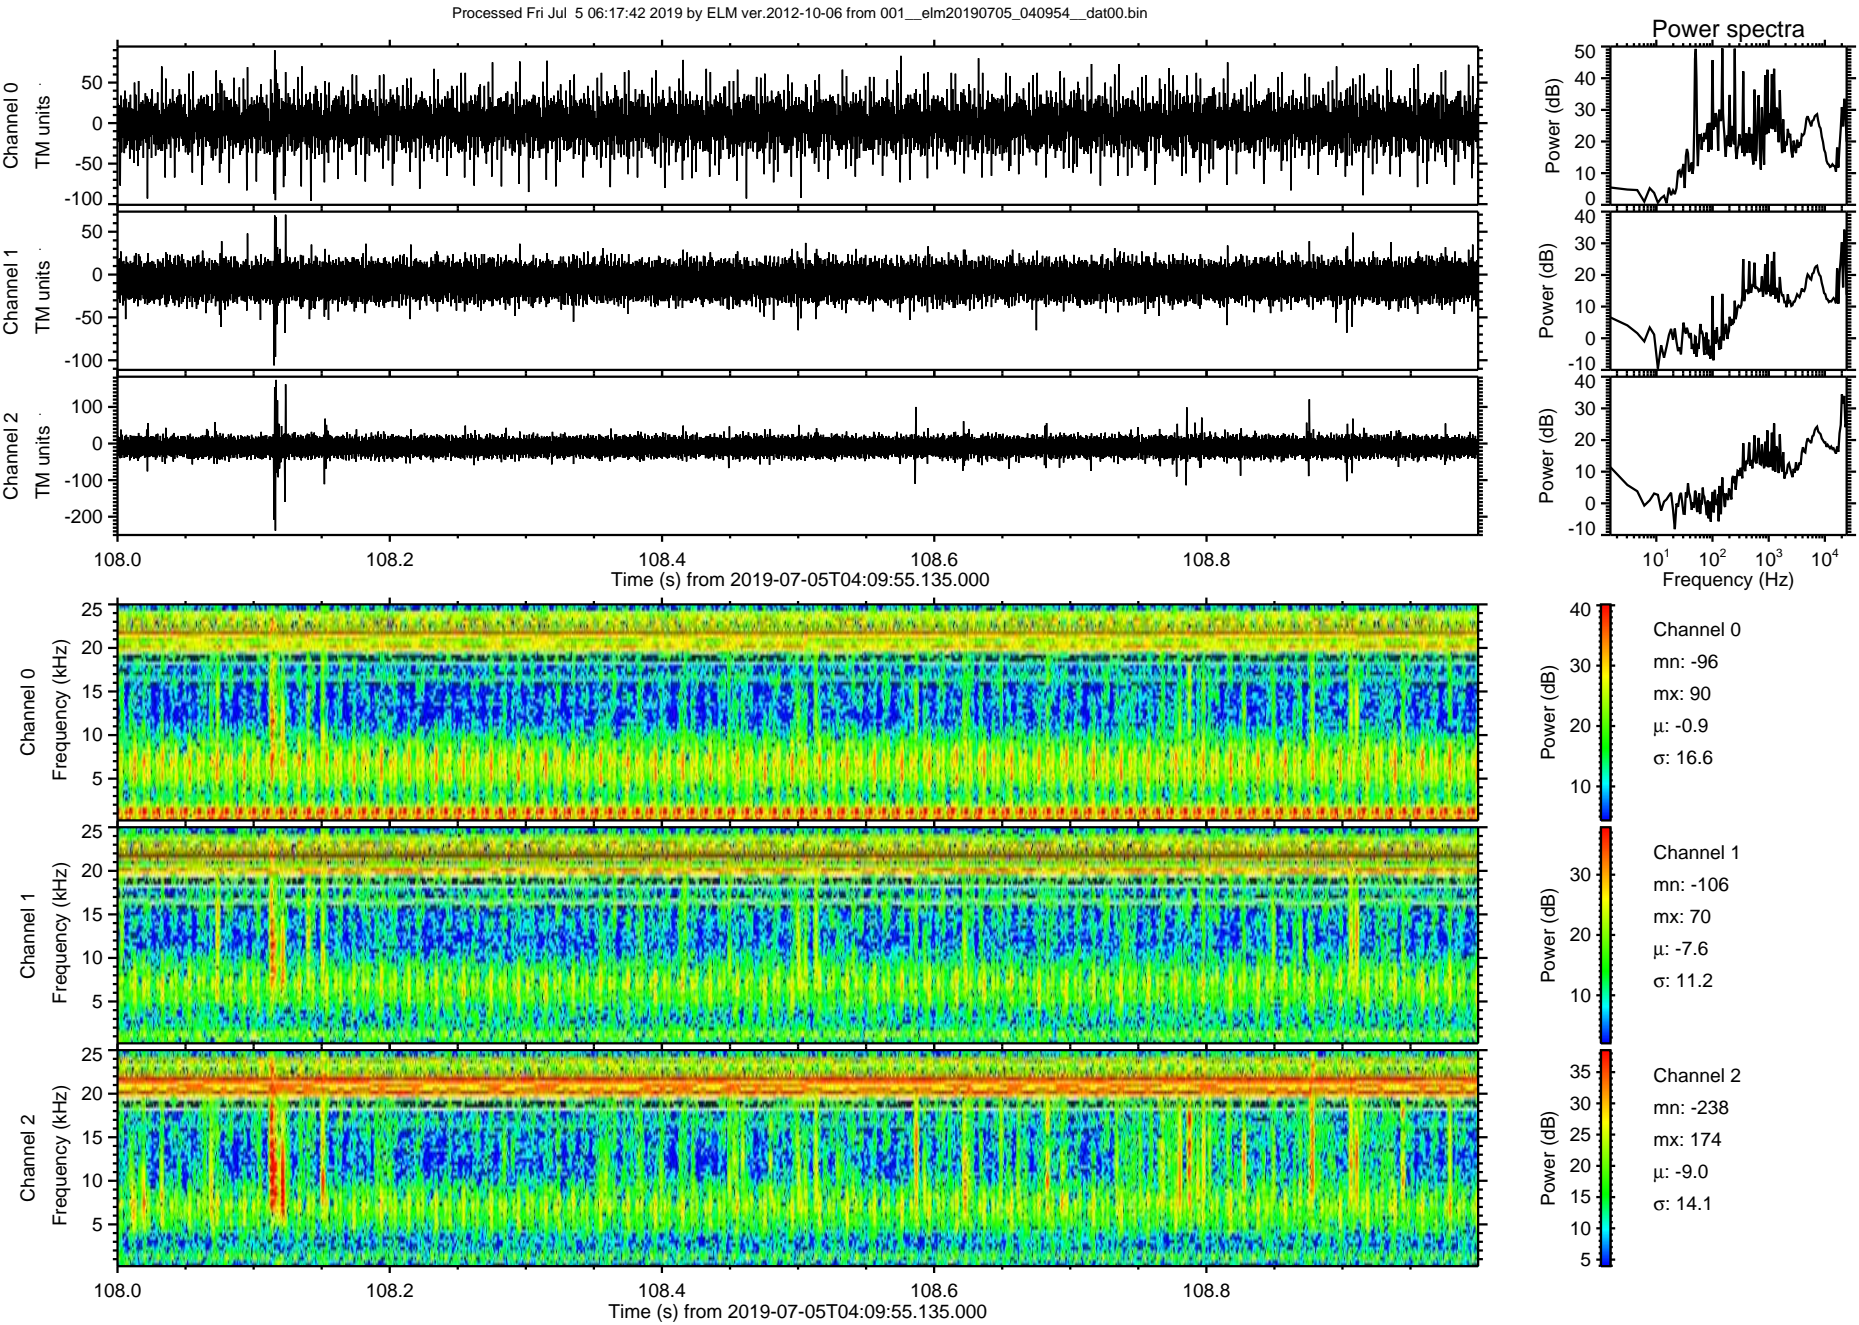 Processed Fri Jul  5 06:17:42 2019 by ELM ver.2012-10-06 from 001__elm20190705_040954__dat00.bin
Power spectra
Channel 0
TM units
50
0
-50
-100
Power (dB)
50
40
30
20
10
0
Channel 1
TM units
50
0
-50
-100
Power (dB)
40
30
20
10
0
-10
Channel 2
TM units
100
0
-100
-200
Power (dB)
40
30
20
10
0
-10
108.0 108.2 108.4 108.6 108.8
Time (s) from 2019-07-05T04:09:55.135.000
10^1 10^2 10^3 10^4
Frequency (Hz)
Channel 0
Frequency (kHz)
25
20
15
10
5
Power (dB)
40
30
20
10
Channel 0
mn: -96
mx: 90
μ: -0.9
σ: 16.6
Channel 1
Frequency (kHz)
25
20
15
10
5
Power (dB)
30
20
10
Channel 1
mn: -106
mx: 70
μ: -7.6
σ: 11.2
Channel 2
Frequency (kHz)
25
20
15
10
5
Power (dB)
35
30
25
20
15
10
5
Channel 2
mn: -238
mx: 174
μ: -9.0
σ: 14.1
108.0 108.2 108.4 108.6 108.8
Time (s) from 2019-07-05T04:09:55.135.000